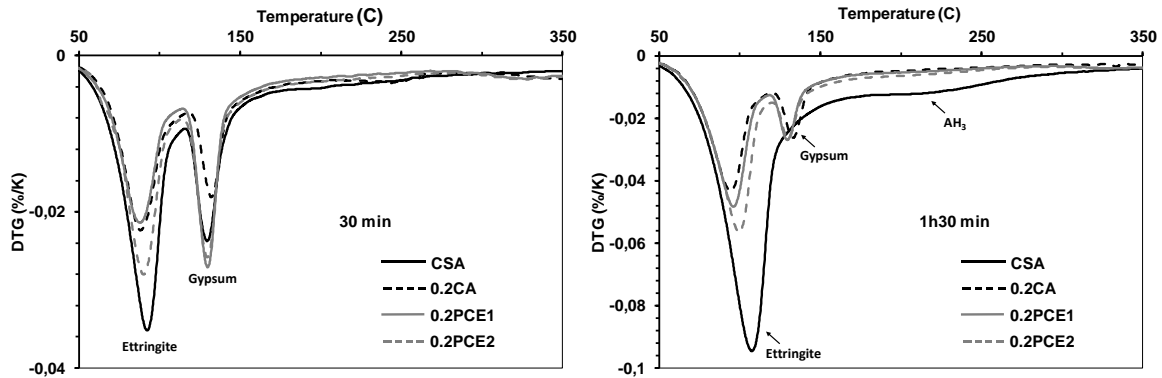 Temperature (C)
50 150 250 350
0
-0,02
-0,04
DTG (%/K)
30 min
Gypsum
Ettringite
CSA
0.2CA
0.2PCE1
0.2PCE2
Temperature (C)
50 150 250 350
0
-0,02
-0,04
-0,06
-0,08
-0,1
DTG (%/K)
AH₃
Gypsum
1h30 min
Ettringite
CSA
0.2CA
0.2PCE1
0.2PCE2